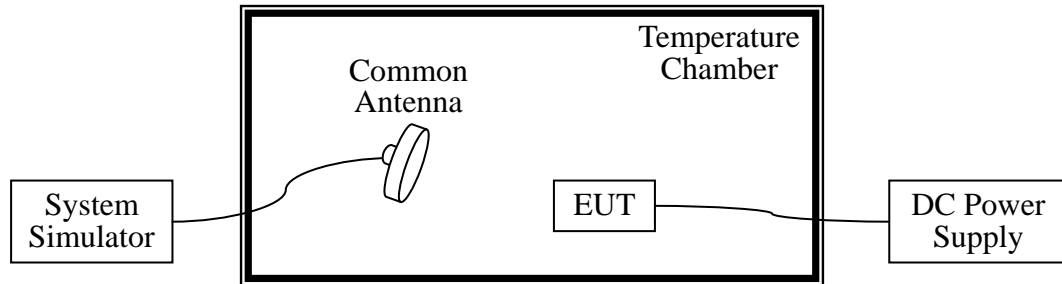 Temperature
Chamber
Common
Antenna
System
Simulator
EUT
DC Power
Supply